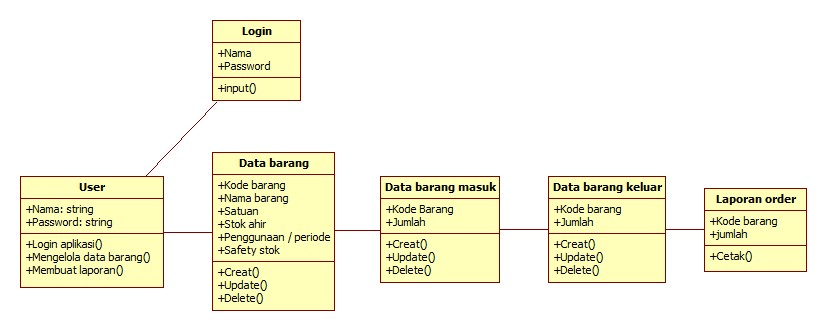 Login
+Nama
+Password
+input()
User
+Nama: string
+Password: string
+Login aplikasi()
+Mengelola data barang()
+Membuat laporan()
Data barang
+Kode barang
+Nama barang
+Satuan
+Stok ahir
+Penggunaan / periode
+Safety stok
+Creat()
+Update()
+Delete()
Data barang masuk
+Kode Barang
+Jumlah
+Creat()
+Update()
+Delete()
Data barang keluar
+Kode barang
+Jumlah
+Creat()
+Update()
+Delete()
Laporan order
+Kode barang
+jumlah
+Cetak()